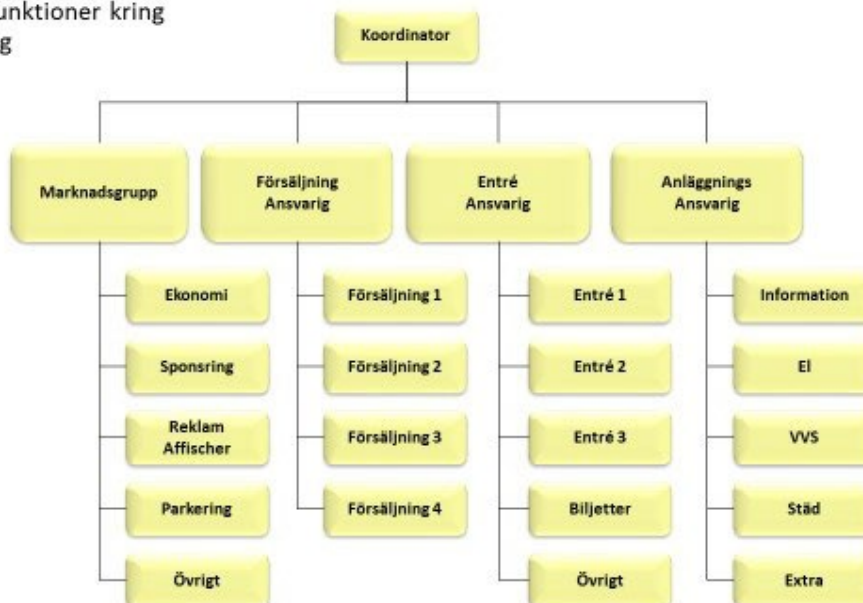 unktioner kring
g
Koordinator
Marknadsgrupp
Försäljning
Ansvarig
Entré
Ansvarig
Anläggnings
Ansvarig
Ekonomi
Sponsring
Reklam
Affischer
Parkering
Övrigt
Försäljning 1
Försäljning 2
Försäljning 3
Försäljning 4
Entré 1
Entré 2
Entré 3
Biljetter
Övrigt
Information
El
VVS
Städ
Extra